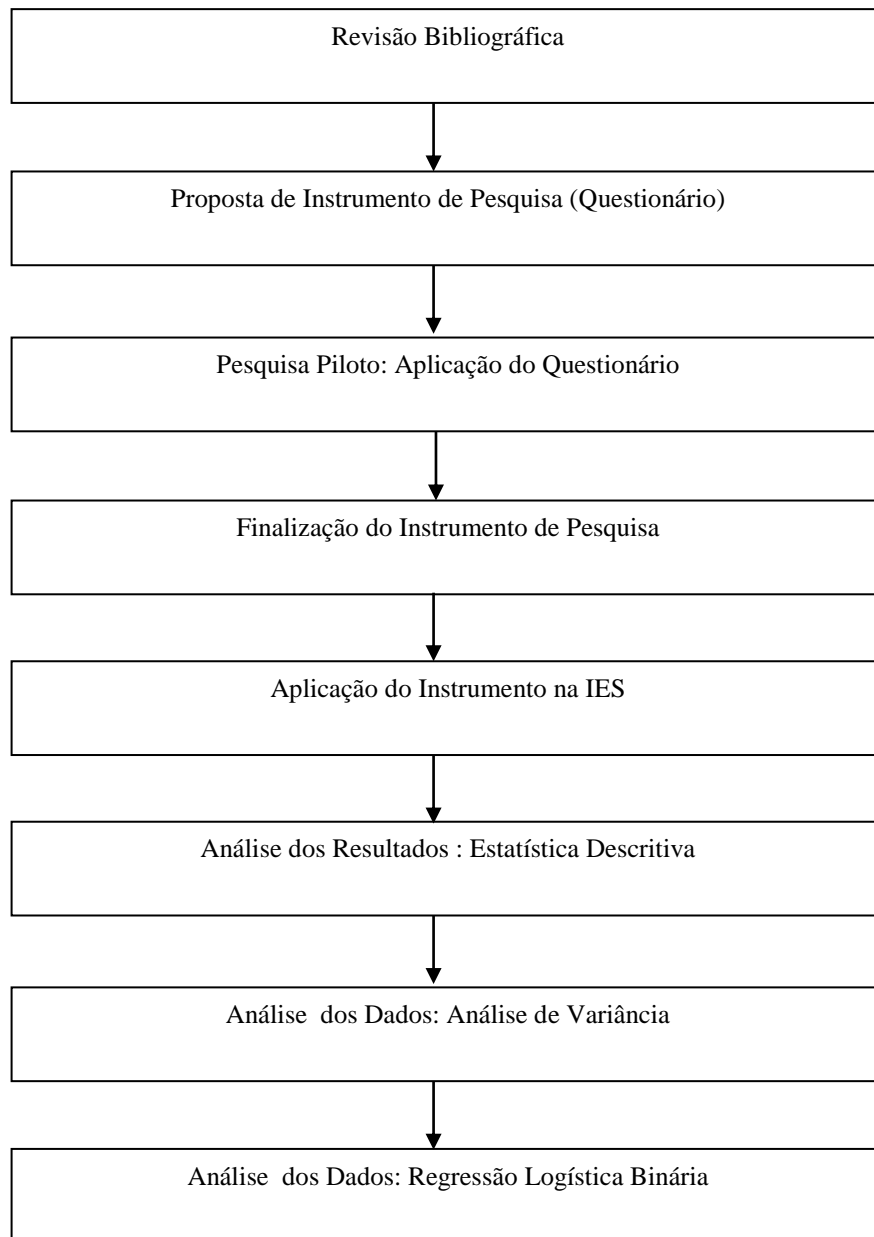 Revisão Bibliográfica
Proposta de Instrumento de Pesquisa (Questionário)
Pesquisa Piloto: Aplicação do Questionário
Finalização do Instrumento de Pesquisa
Aplicação do Instrumento na IES
Análise dos Resultados : Estatística Descritiva
Análise  dos Dados: Análise de Variância
Análise  dos Dados: Regressão Logística Binária